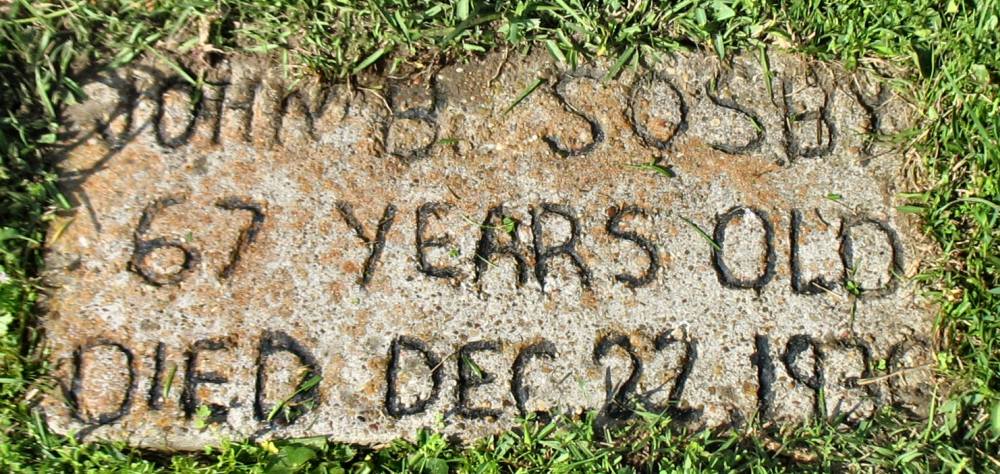 JOHN B SOSBY
67 YEARS OLD
DIED DEC 22